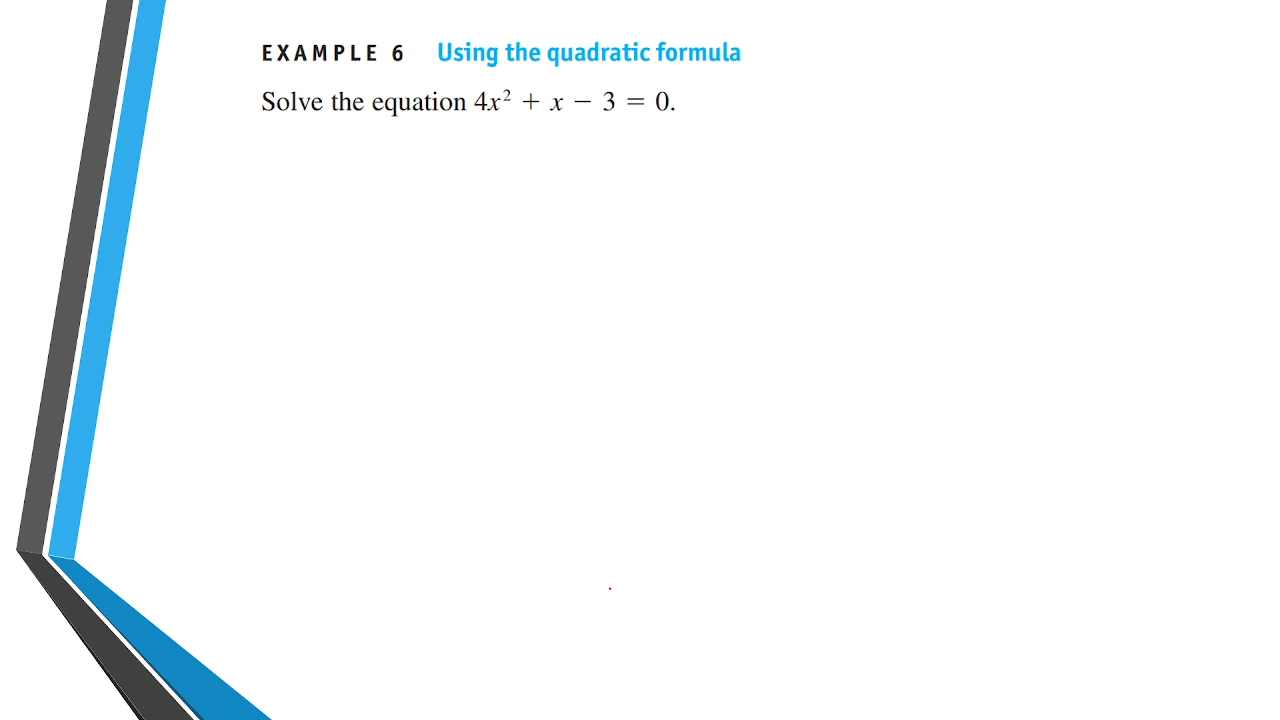 EXAMPLE 6 Using the quadratic formula
Solve the equation 4x² + x − 3 = 0.